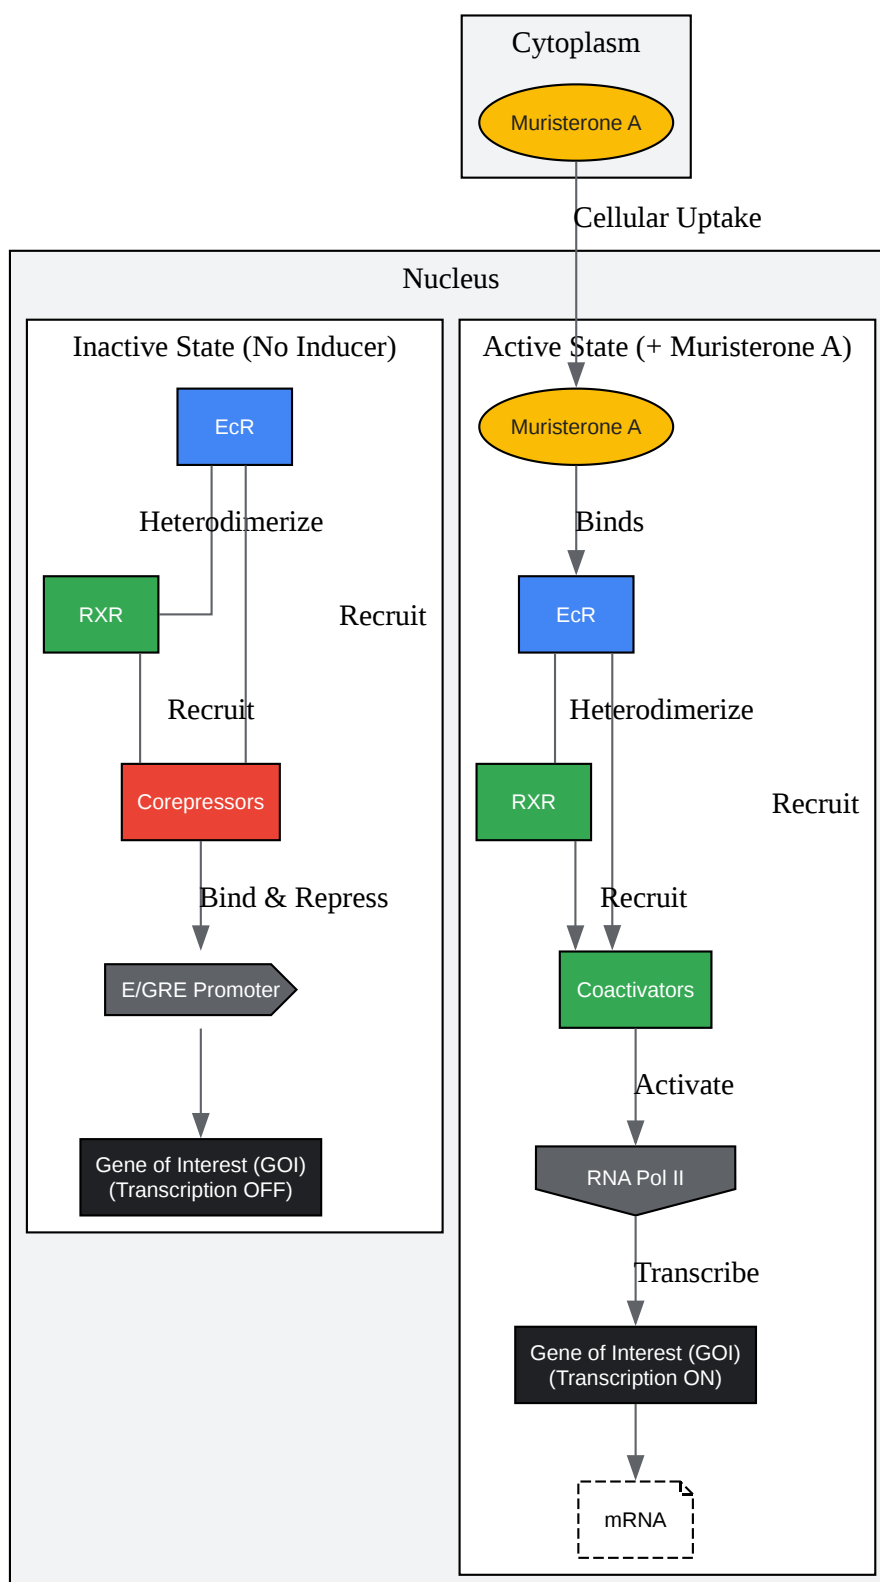 Cytoplasm
Muristerone A
Cellular Uptake
Nucleus
Inactive State (No Inducer)
EcR
Heterodimerize
RXR
Recruit
Recruit
Corepressors
Bind & Repress
E/GRE Promoter
Gene of Interest (GOI)
(Transcription OFF)
Active State (+ Muristerone A)
Muristerone A
Binds
EcR
Heterodimerize
RXR
Recruit
Recruit
Coactivators
Activate
RNA Pol II
Transcribe
Gene of Interest (GOI)
(Transcription ON)
mRNA